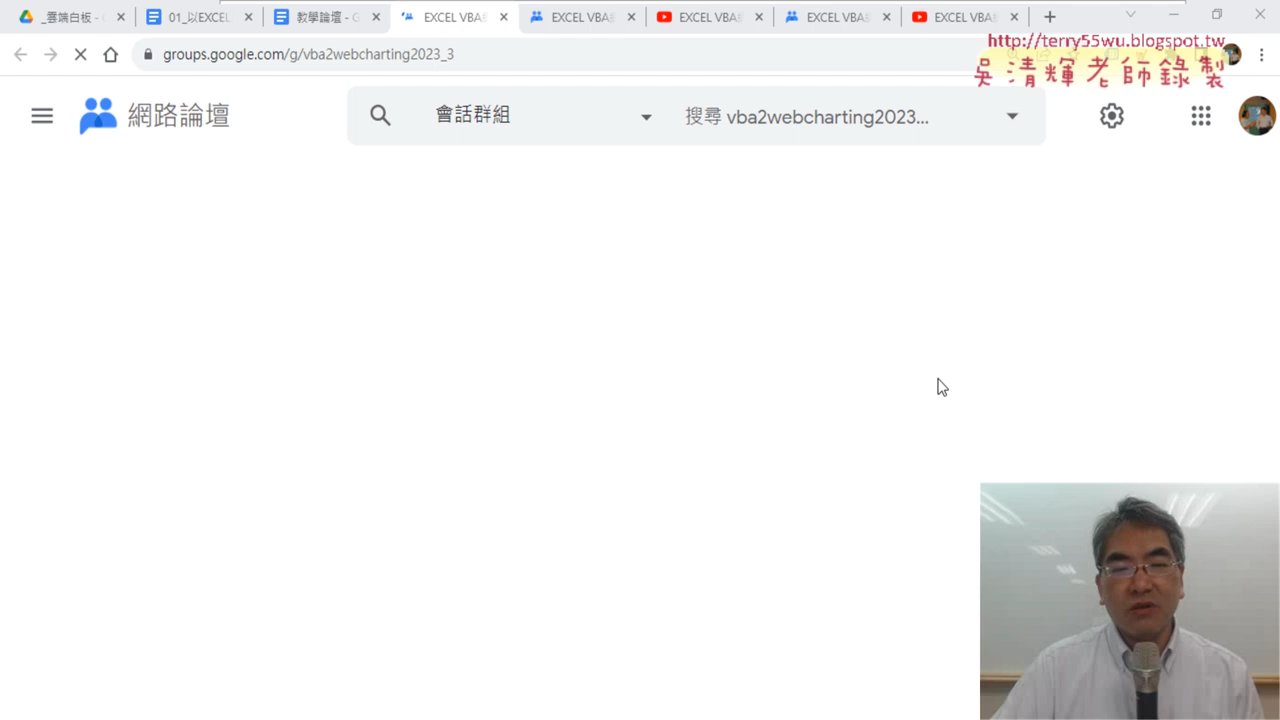 _雲端白板 - G
01_以EXCEL
教學論壇 - G
EXCEL VBA
EXCEL VBA
EXCEL VBA
EXCEL VBA
EXCEL VBA
groups.google.com/g/vba2webcharting2023_3
http://terry55wu.blogspot.tw
吳清輝老師錄製
網路論壇
會話群組
搜尋 vba2webcharting2023...